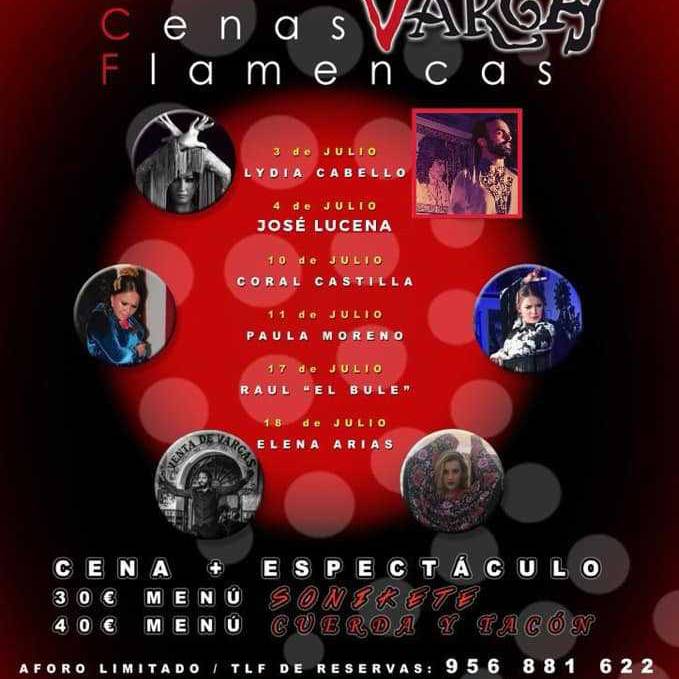 Cenas VARGAS
Flamencas
3 de JULIO
LYDIA CABELLO
4 de JULIO
JOSÉ LUCENA
10 de JULIO
CORAL CASTILLA
11 de JULIO
PAULA MORENO
17 de JULIO
RAUL "EL BULE"
18 de JULIO
ELENA ARIAS
VENTA DE VARGAS
CENA + ESPECTÁCULO
30€ MENÚ SONIKETE
40€ MENÚ CUERDA Y TACÓN
AFORO LIMITADO / TLF DE RESERVAS: 956 881 622